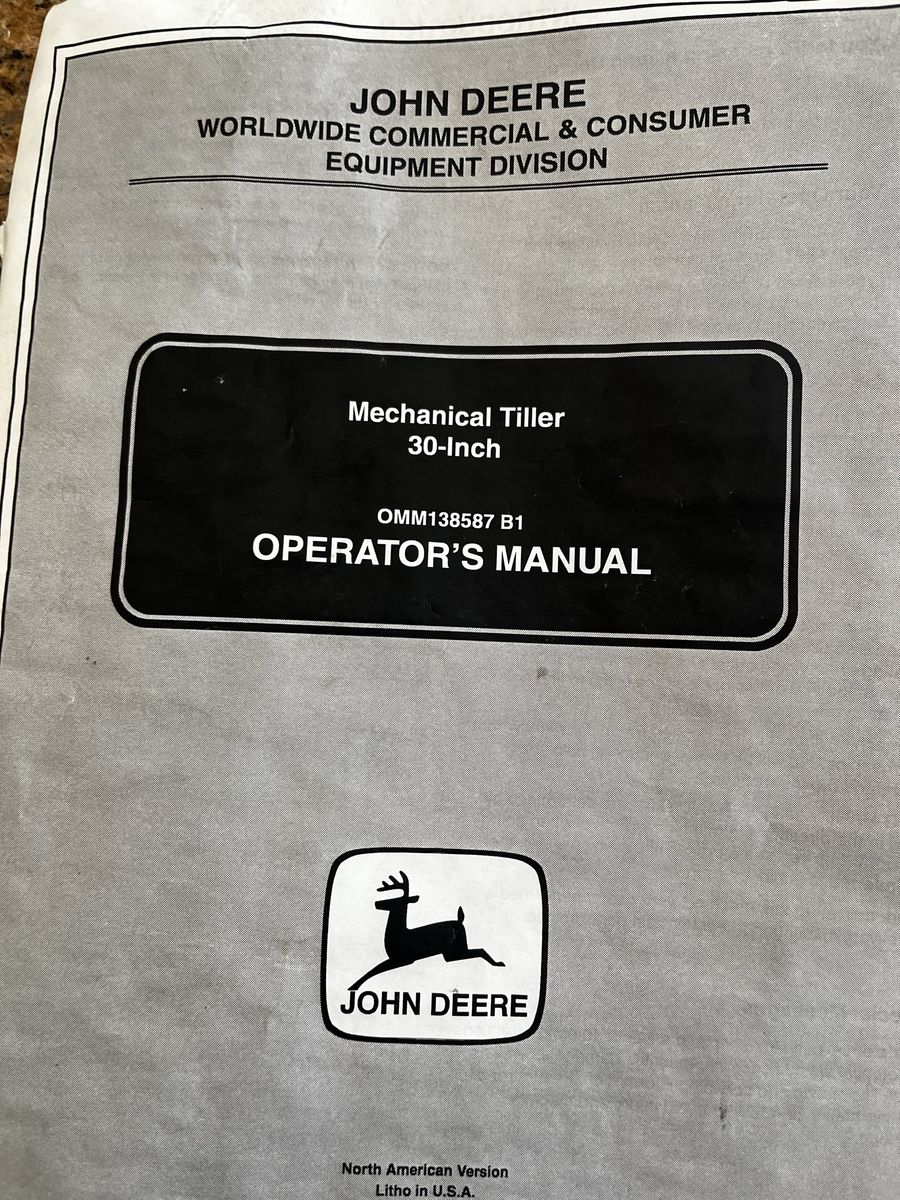 JOHN DEERE
WORLDWIDE COMMERCIAL & CONSUMER
EQUIPMENT DIVISION
Mechanical Tiller
30-Inch
OMM138587 B1
OPERATOR'S MANUAL
JOHN DEERE
North American Version
Litho in U.S.A.